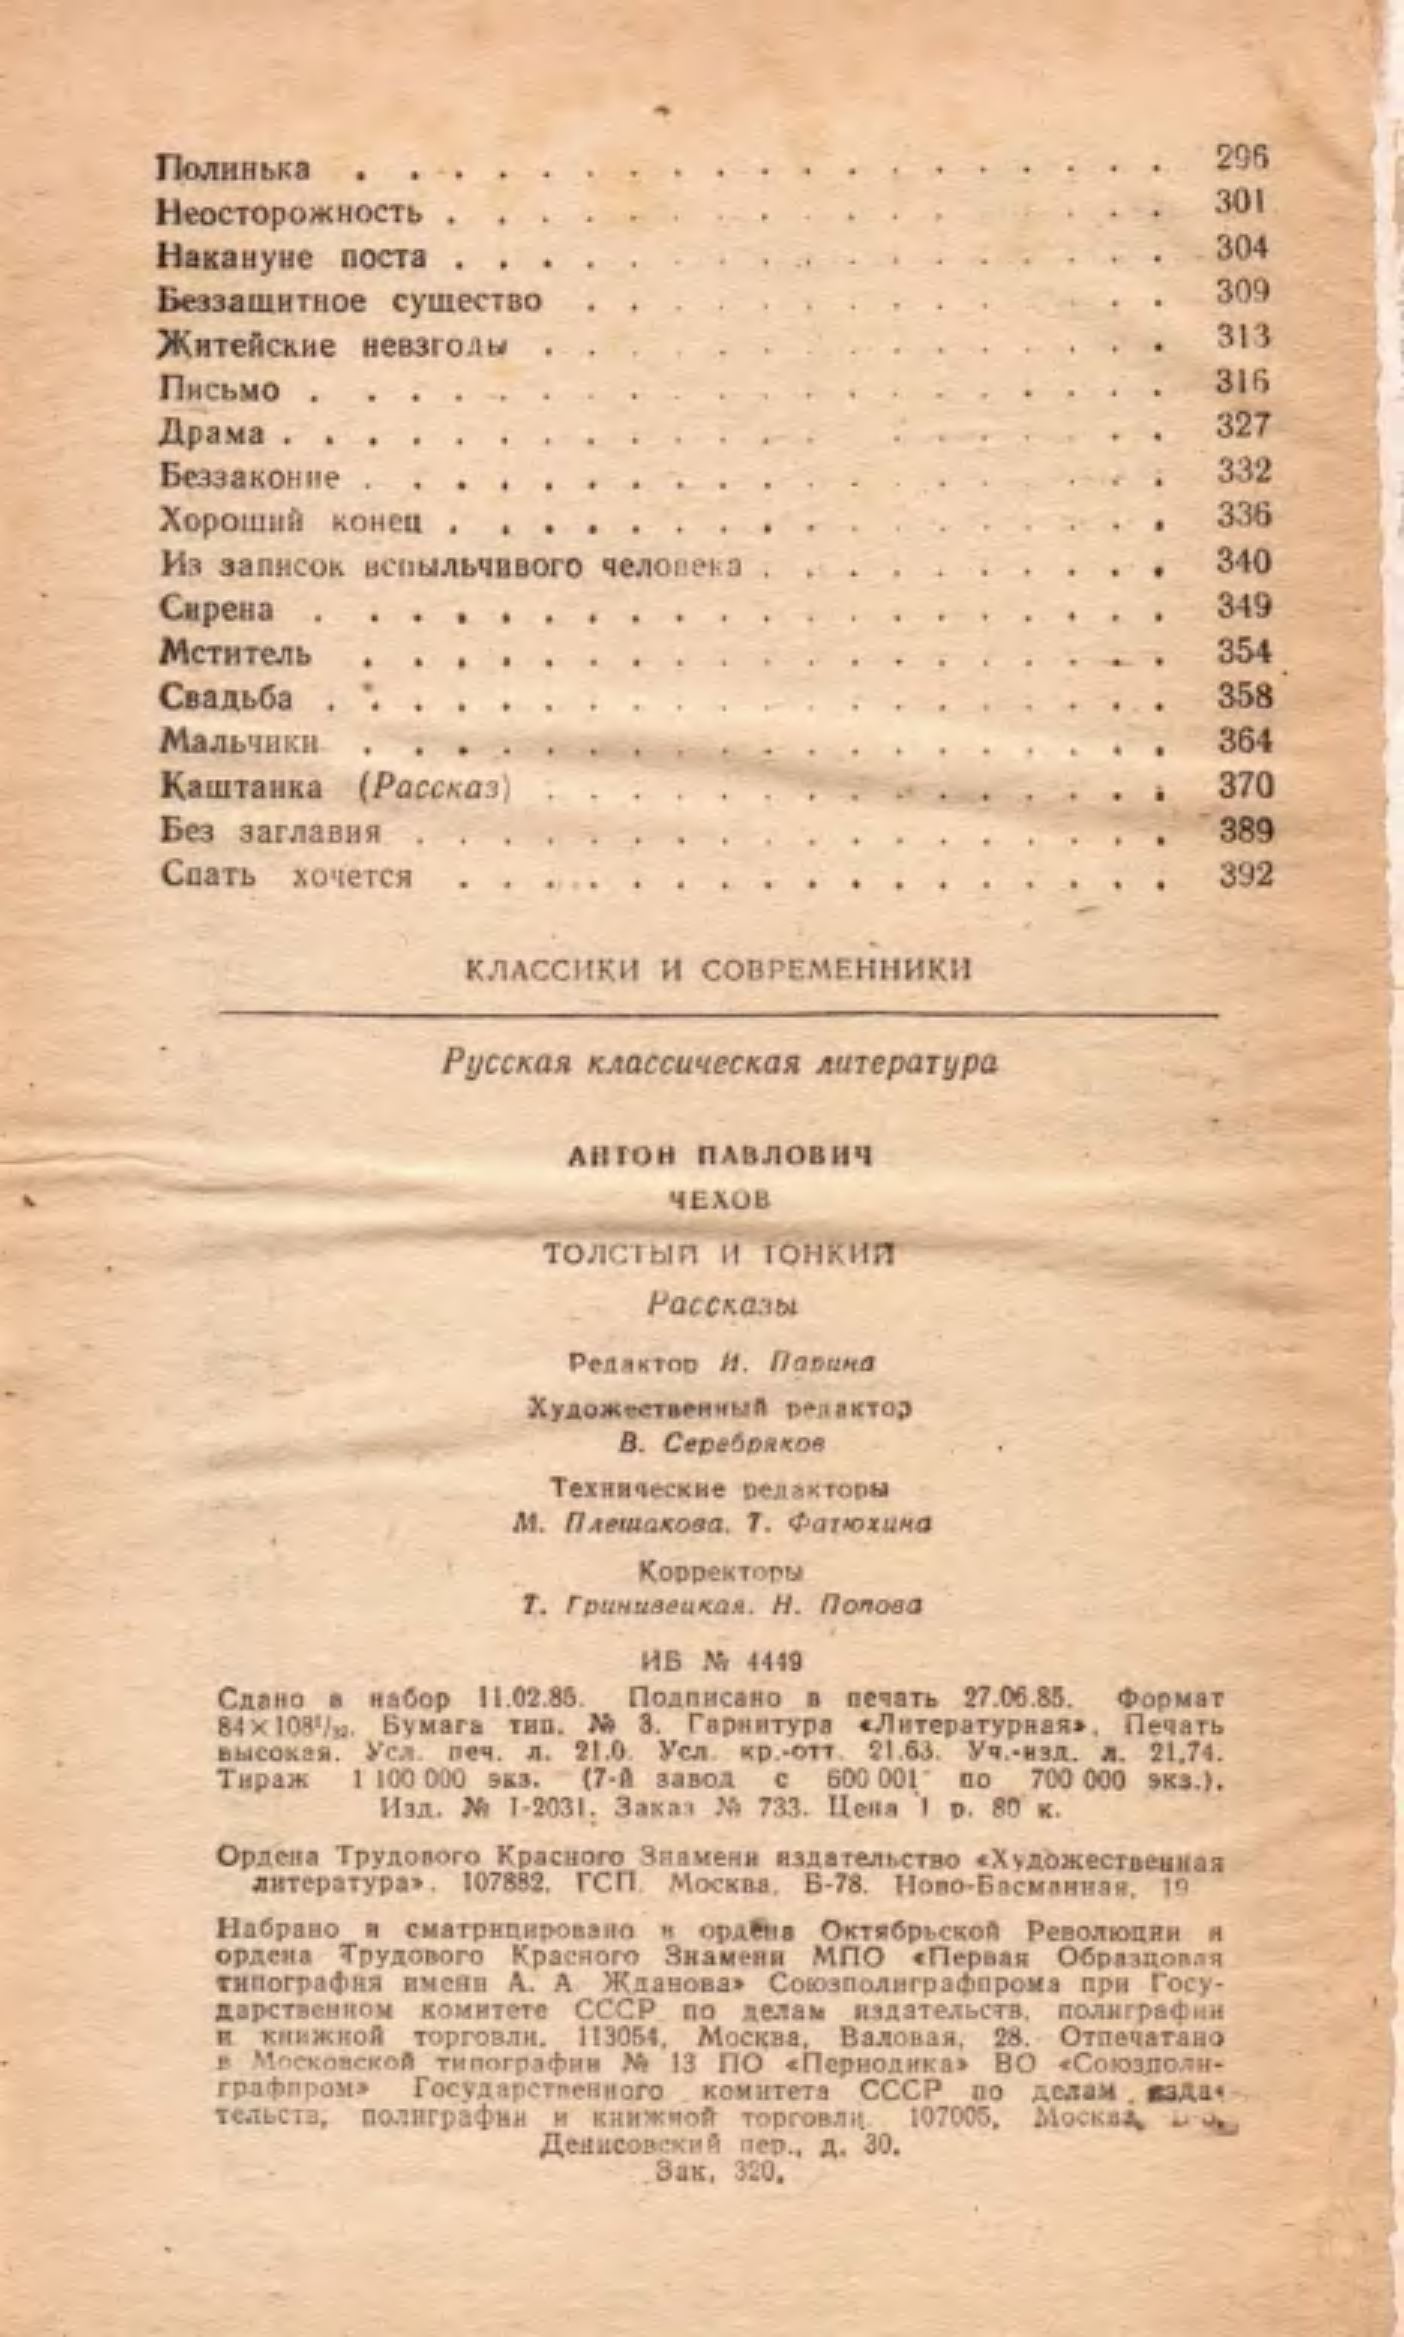 Полинька . . . . . . . . . . . . . . . . . . . 296
Неосторожность . . . . . . . . . . . . . . . . . 301
Накануне поста . . . . . . . . . . . . . . . . . 304
Беззащитное существо . . . . . . . . . . . . . . 309
Житейские невзгоды . . . . . . . . . . . . . . . 313
Письмо . . . . . . . . . . . . . . . . . . . . 316
Драма . . . . . . . . . . . . . . . . . . . . . 327
Беззаконие . . . . . . . . . . . . . . . . . . . 332
Хороший конец . . . . . . . . . . . . . . . . . 336
Из записок вспыльчивого человека . . . . . . . . . . 340
Сирена . . . . . . . . . . . . . . . . . . . . 349
Мститель . . . . . . . . . . . . . . . . . . . 354
Свадьба . . . . . . . . . . . . . . . . . . . . 358
Мальчики . . . . . . . . . . . . . . . . . . . 364
Каштанка (Рассказ) . . . . . . . . . . . . . . . 370
Без заглавия . . . . . . . . . . . . . . . . . . 389
Спать хочется . . . . . . . . . . . . . . . . . 392
КЛАССИКИ И СОВРЕМЕННИКИ
Русская классическая литература
АНТОН ПАВЛОВИЧ
ЧЕХОВ
ТОЛСТЫЙ И ТОНКИЙ
Рассказы
Редактор И. Парина
Художественный редактор
В. Серебряков
Технические редакторы
М. Плешакова, Т. Фатюхина
Корректоры
Т. Гринивецкая, Н. Попова
ИБ № 4449
Сдано в набор 11.02.85. Подписано в печать 27.06.85. Формат
84×108¹/₃₂. Бумага тип. № 3. Гарнитура «Литературная». Печать
высокая. Усл. печ. л. 21,0. Усл. кр.-отт. 21,63. Уч.-изд. л. 21,74.
Тираж 1 100 000 экз. (7-й завод с 600 001 по 700 000 экз.).
Изд. № I-2031. Заказ № 733. Цена 1 р. 80 к.
Ордена Трудового Красного Знамени издательство «Художественная
литература». 107882, ГСП, Москва, Б-78, Ново-Басманная, 19
Набрано и сматрицировано в ордена Октябрьской Революции и
ордена Трудового Красного Знамени МПО «Первая Образцовая
типография имени А. А. Жданова» Союзполиграфпрома при Госу-
дарственном комитете СССР по делам издательств, полиграфии
и книжной торговли. 113054, Москва, Валовая, 28. Отпечатано
в Московской типографии № 13 ПО «Периодика» ВО «Союзполи-
графпром» Государственного комитета СССР по делам изда-
тельств, полиграфии и книжной торговли. 107005, Москва,
Денисовский пер., д. 30.
Зак. 320.